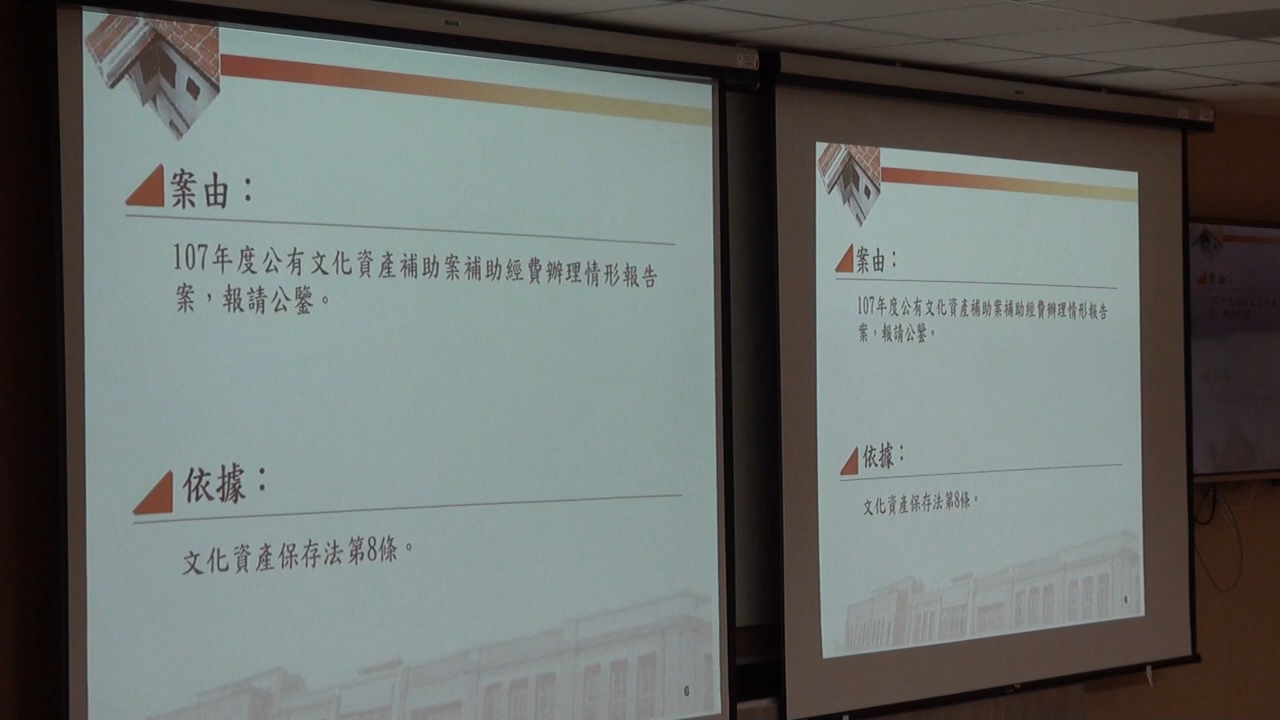 案由：
107年度公有文化資產補助案補助經費辦理情形報告
案，報請公鑒。
依據：
文化資產保存法第8條。
6
案由：
107年度公有文化資產補助案補助經費辦理情形報告
案，報請公鑒。
依據：
文化資產保存法第8條。
6